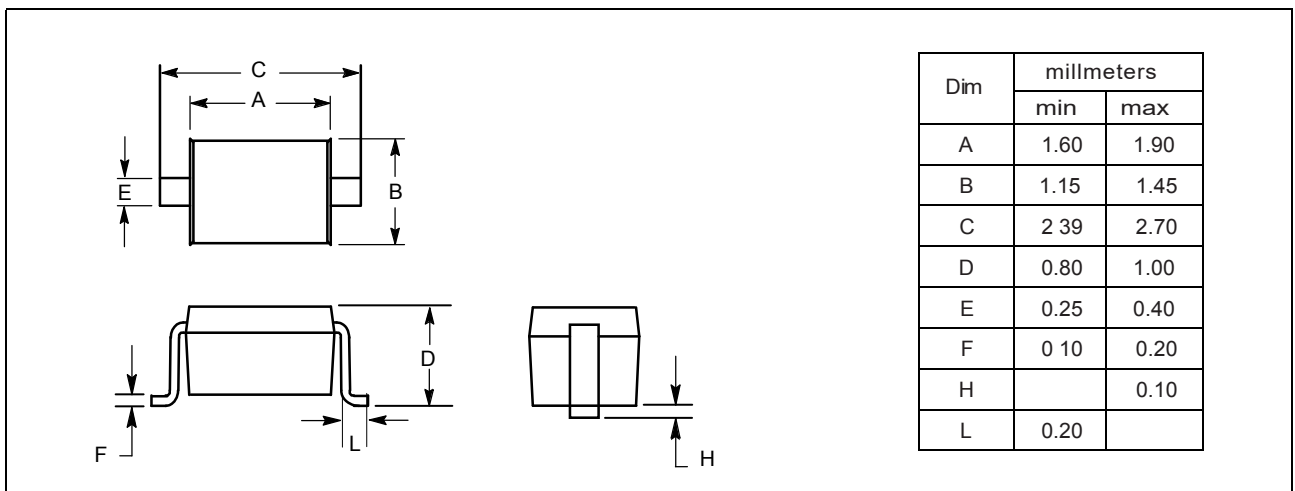 C
A
E
B
D
F
L
H
Dim millmeters
min max
A 1.60 1.90
B 1.15 1.45
C 2 39 2.70
D 0.80 1.00
E 0.25 0.40
F 0 10 0.20
H 0.10
L 0.20